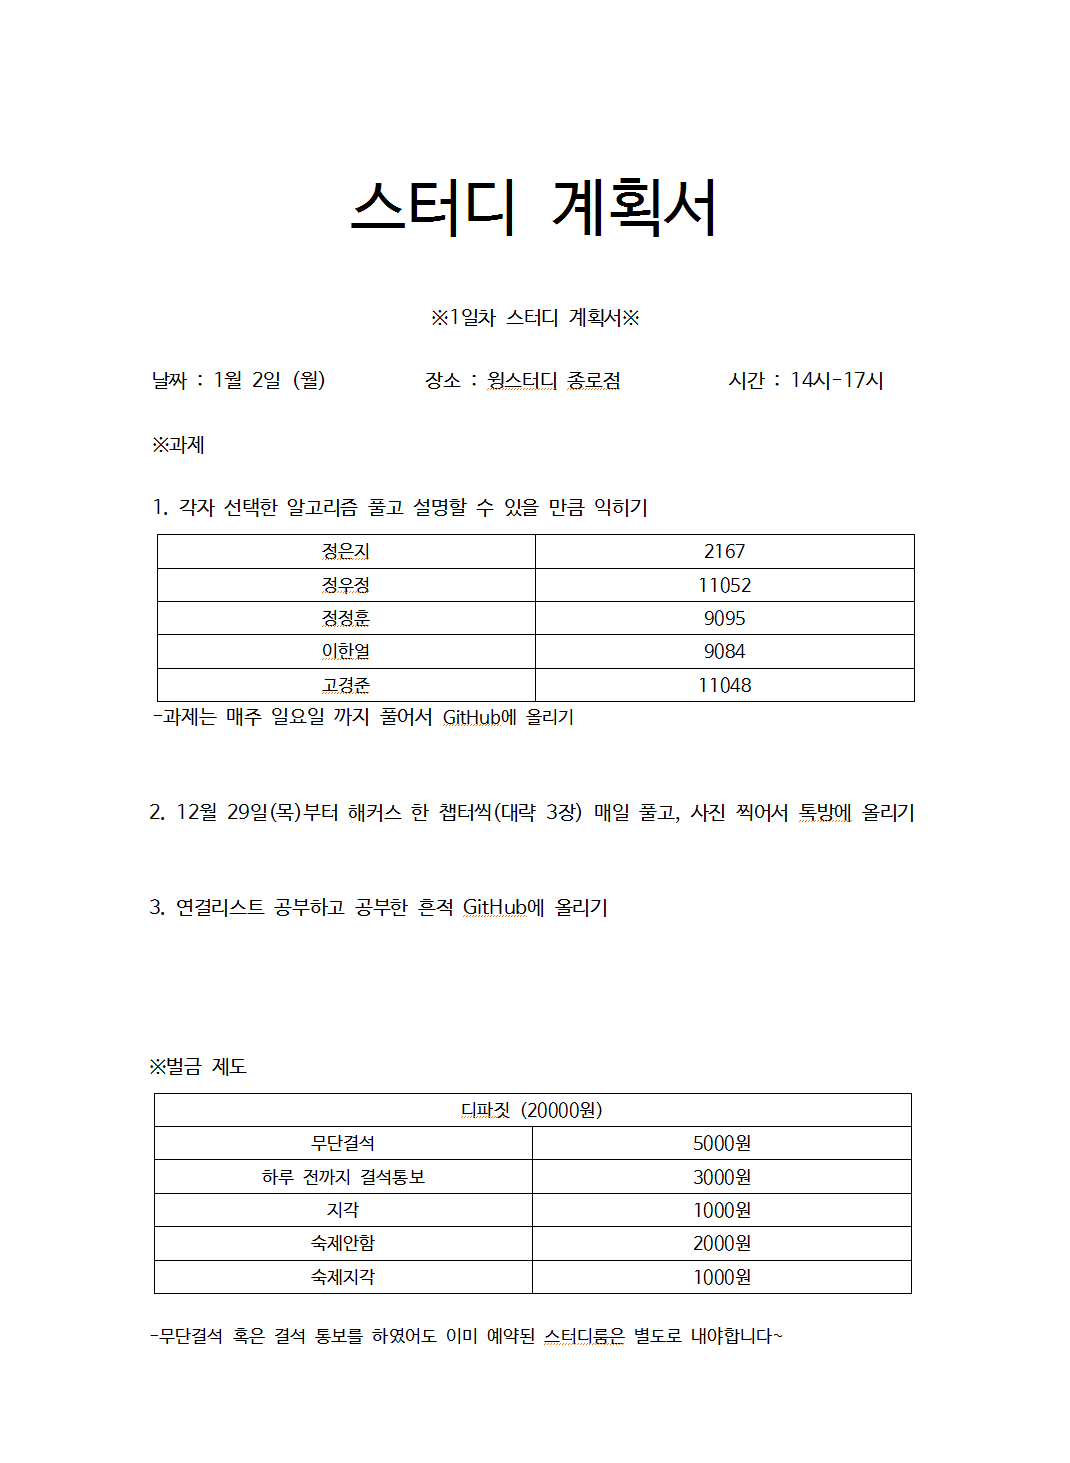 스터디 계획서
※1일차 스터디 계획서※
날짜 : 1월 2일 (월) 장소 : 윙스터디 종로점 시간 : 14시-17시
※과제
1. 각자 선택한 알고리즘 풀고 설명할 수 있을 만큼 익히기
정은지 2167
정우정 11052
정정훈 9095
이한얼 9084
고경준 11048
-과제는 매주 일요일 까지 풀어서 GitHub에 올리기
2. 12월 29일(목)부터 해커스 한 챕터씩(대략 3장) 매일 풀고, 사진 찍어서 톡방에 올리기
3. 연결리스트 공부하고 공부한 흔적 GitHub에 올리기
※벌금 제도
디파짓 (20000원)
무단결석 5000원
하루 전까지 결석통보 3000원
지각 1000원
숙제안함 2000원
숙제지각 1000원
-무단결석 혹은 결석 통보를 하였어도 이미 예약된 스터디룸은 별도로 내야합니다~